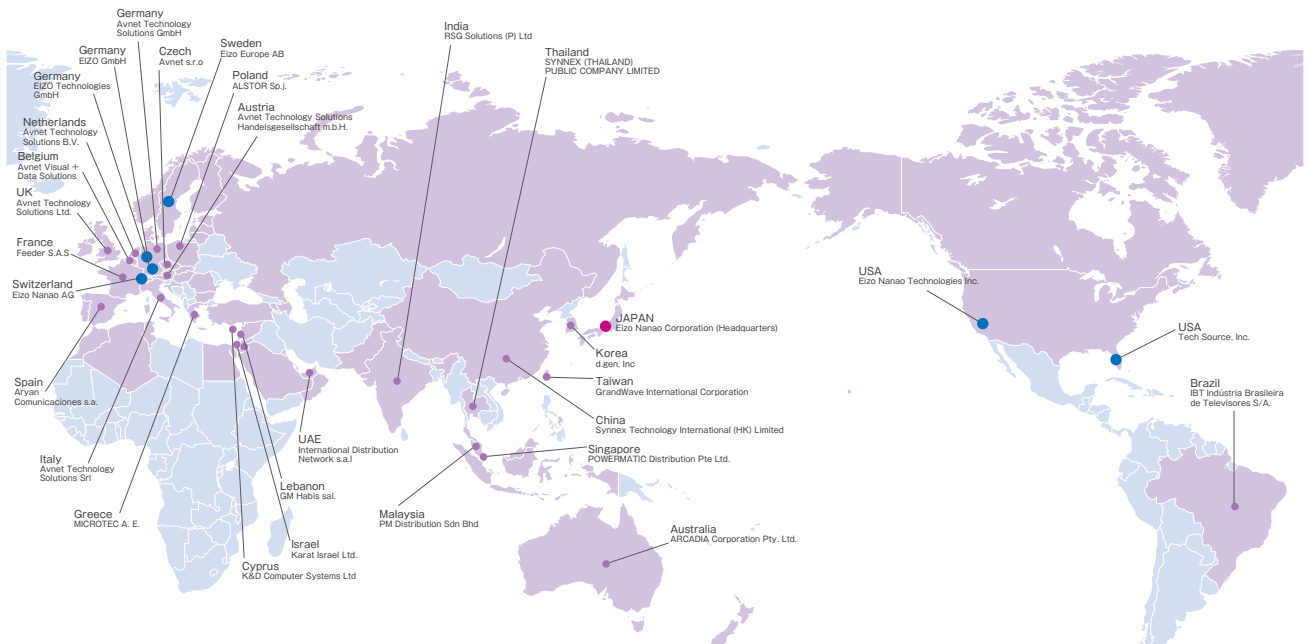 Germany
Avnet Technology
Solutions GmbH
Germany
EIZO GmbH
Czech
Avnet s.r.o
Sweden
Eizo Europe AB
Germany
EIZO Technologies
GmbH
Poland
ALSTOR Sp.j.
Austria
Avnet Technology Solutions
Handelsgesellschaft m.b.H.
Netherlands
Avnet Technology
Solutions B.V.
Belgium
Avnet Visual +
Data Solutions
UK
Avnet Technology
Solutions Ltd.
France
Feeder S.A.S
Switzerland
Eizo Nanao AG
Spain
Aryan
Comunicaciones s.a.
Italy
Avnet Technology
Solutions Srl
Greece
MICROTEC A. E.
India
RSG Solutions (P) Ltd
Thailand
SYNNEX (THAILAND)
PUBLIC COMPANY LIMITED
JAPAN
Eizo Nanao Corporation (Headquarters)
Korea
d.gen, Inc
Taiwan
GrandWave International Corporation
China
Synnex Technology International (HK) Limited
Singapore
POWERMATIC Distribution Pte Ltd.
UAE
International Distribution
Network s.a.l
Lebanon
GM Habis sal.
Israel
Karat Israel Ltd.
Cyprus
K&D Computer Systems Ltd
Malaysia
PM Distribution Sdn Bhd
Australia
ARCADIA Corporation Pty. Ltd.
USA
Eizo Nanao Technologies Inc.
USA
Tech Source, Inc.
Brazil
IBT Indústria Brasileira
de Televisores S/A.